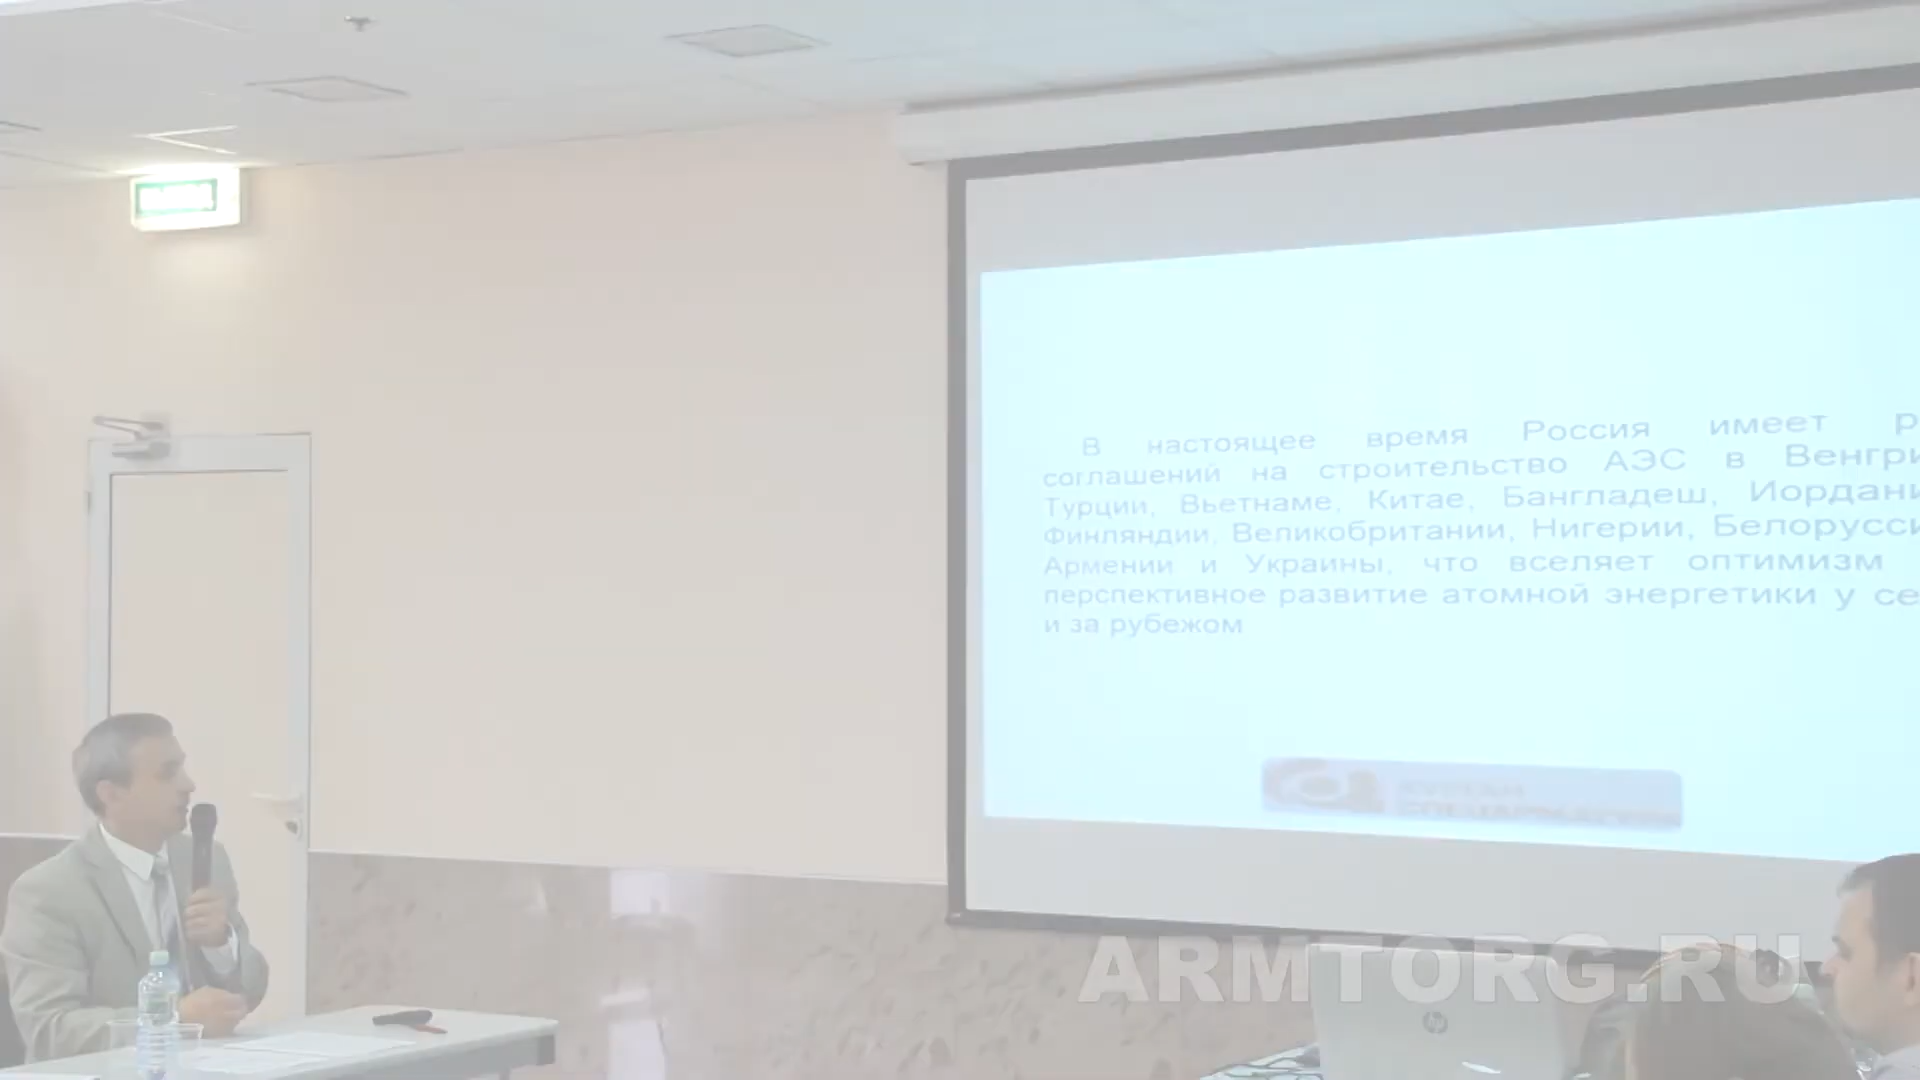 В настоящее время Россия имеет р
соглашений на строительство АЭС в Венгри
Турции, Вьетнаме, Китае, Бангладеш, Иордани
Финляндии, Великобритании, Нигерии, Белорусси
Армении и Украины, что вселяет оптимизм
перспективное развитие атомной энергетики у се
и за рубежом
ARMTORG.RU
hp